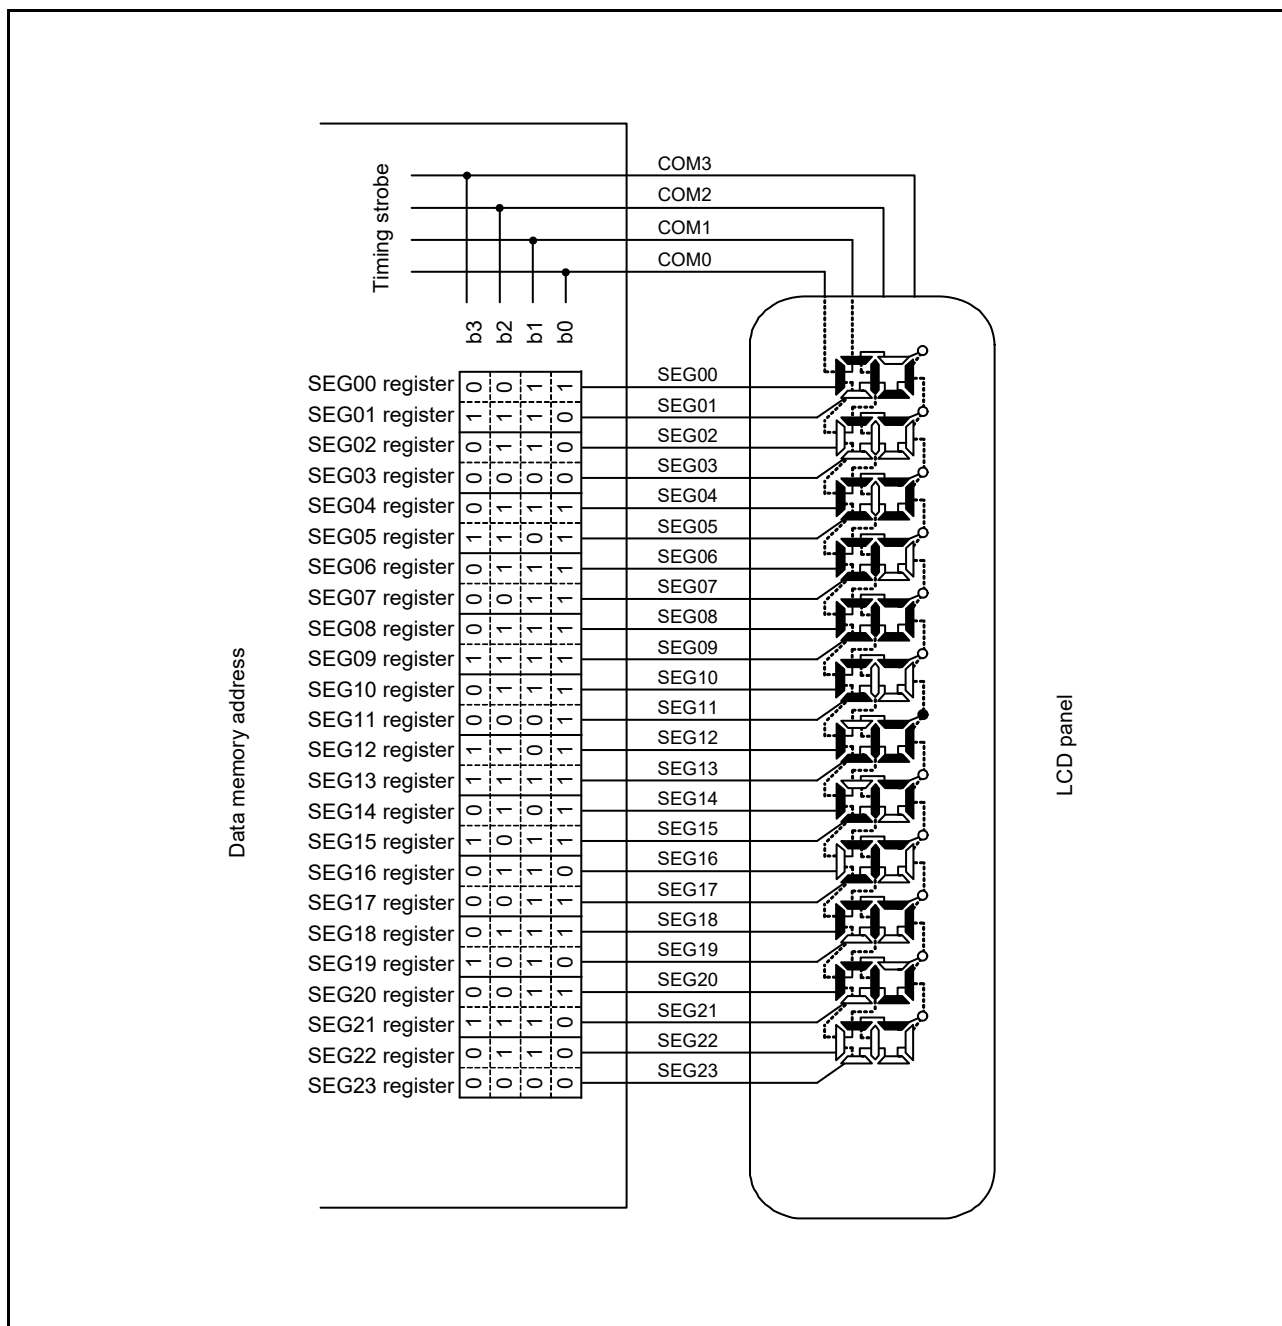 Timing strobe
COM3
COM2
COM1
COM0
b3 b2 b1 b0
SEG00 register 0 0 1 1 SEG00
SEG01 register 1 1 1 0 SEG01
SEG02 register 0 1 1 0 SEG02
SEG03 register 0 0 0 0 SEG03
SEG04 register 0 1 1 1 SEG04
SEG05 register 1 1 0 1 SEG05
SEG06 register 0 1 1 1 SEG06
SEG07 register 0 0 1 1 SEG07
SEG08 register 0 1 1 1 SEG08
SEG09 register 1 1 1 1 SEG09
SEG10 register 0 1 1 1 SEG10
SEG11 register 0 0 0 1 SEG11
SEG12 register 1 1 0 1 SEG12
SEG13 register 1 1 1 1 SEG13
SEG14 register 0 1 0 1 SEG14
SEG15 register 1 0 1 1 SEG15
SEG16 register 0 1 1 0 SEG16
SEG17 register 0 0 1 1 SEG17
SEG18 register 0 1 1 1 SEG18
SEG19 register 1 0 1 0 SEG19
SEG20 register 0 0 1 1 SEG20
SEG21 register 1 1 1 0 SEG21
SEG22 register 0 1 1 0 SEG22
SEG23 register 0 0 0 0 SEG23
Data memory address
LCD panel